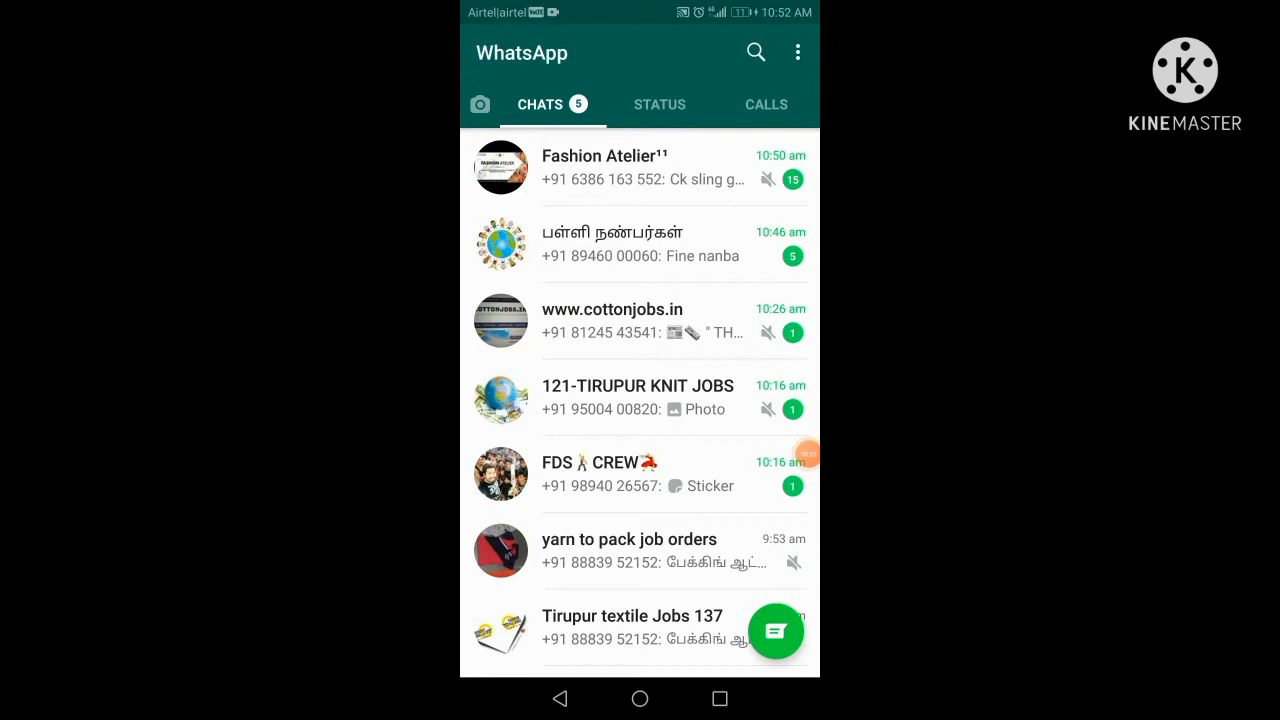 Airtel|airtel
11
10:52 AM
WhatsApp
CHATS 5
STATUS
CALLS
Fashion Atelier¹¹
10:50 am
+91 6386 163 552: Ck sling g...
15
பள்ளி நண்பர்கள்
10:46 am
+91 89460 00060: Fine nanba
5
www.cottonjobs.in
10:26 am
+91 81245 43541: 📰🗞 " TH...
1
121-TIRUPUR KNIT JOBS
10:16 am
+91 95004 00820: Photo
1
FDS🕺CREW💃
10:16 am
+91 98940 26567: Sticker
1
yarn to pack job orders
9:53 am
+91 88839 52152: பேக்கிங் ஆட்...
Tirupur textile Jobs 137
+91 88839 52152: பேக்கிங்
K
KINEMASTER